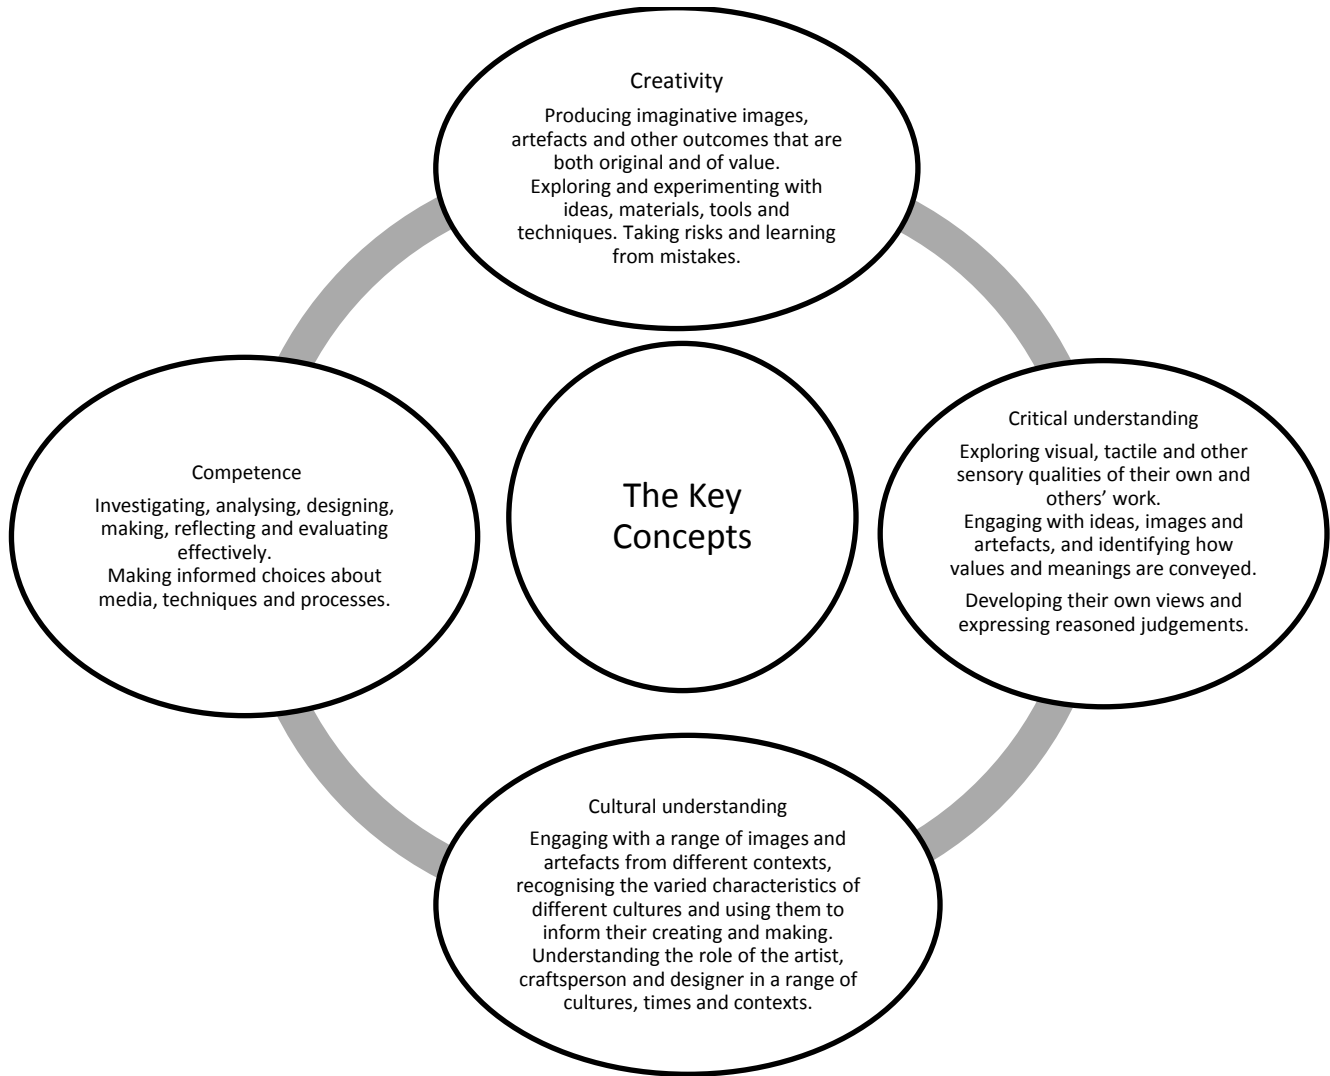 Creativity
Producing imaginative images,
artefacts and other outcomes that are
both original and of value.
Exploring and experimenting with
ideas, materials, tools and
techniques. Taking risks and learning
from mistakes.
Competence
Investigating, analysing, designing,
making, reflecting and evaluating
effectively.
Making informed choices about
media, techniques and processes.
The Key
Concepts
Critical understanding
Exploring visual, tactile and other
sensory qualities of their own and
others’ work.
Engaging with ideas, images and
artefacts, and identifying how
values and meanings are conveyed.
Developing their own views and
expressing reasoned judgements.
Cultural understanding
Engaging with a range of images and
artefacts from different contexts,
recognising the varied characteristics of
different cultures and using them to
inform their creating and making.
Understanding the role of the artist,
craftsperson and designer in a range of
cultures, times and contexts.